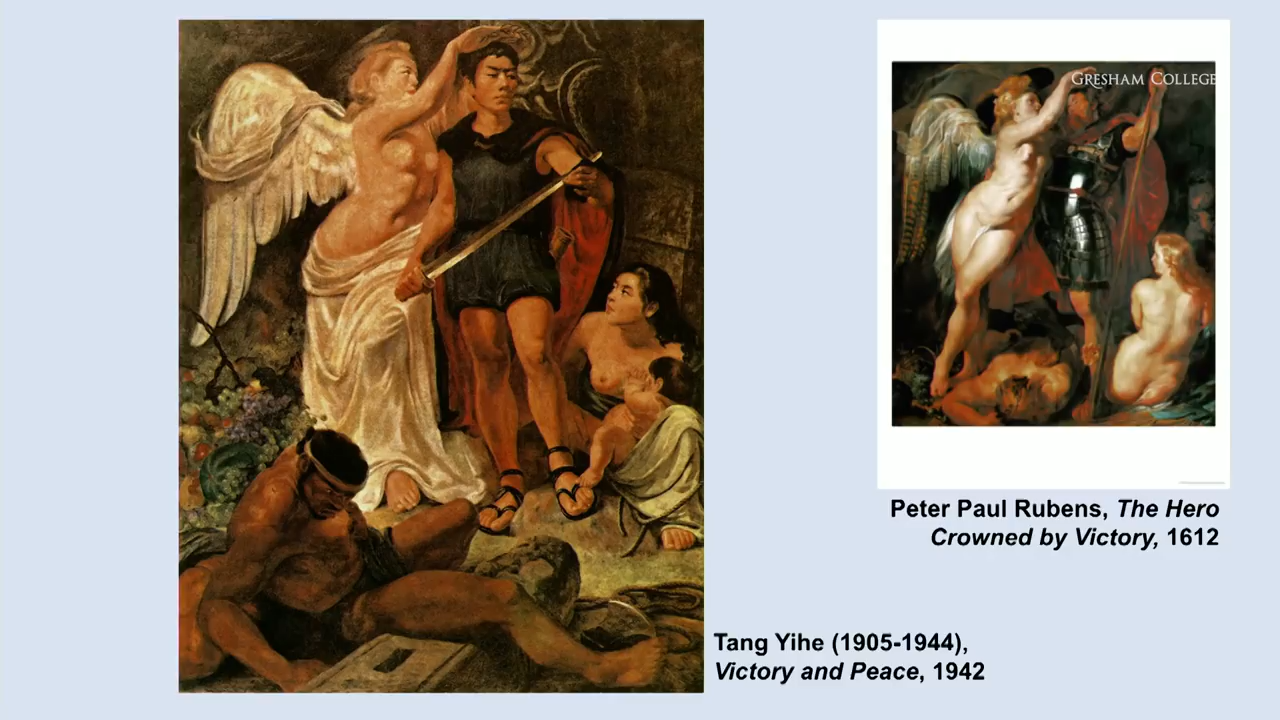 GRESHAM COLLEGE
Peter Paul Rubens, The Hero
Crowned by Victory, 1612
Tang Yihe (1905-1944),
Victory and Peace, 1942